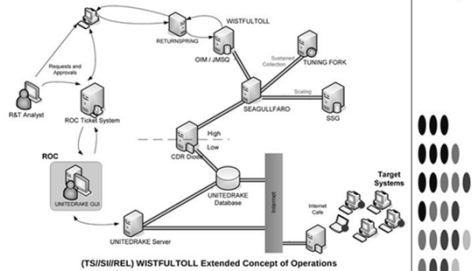 WISTFULTOLL
RETURNSPRING
OIM / JMSQ
Sustained
Collection
TUNING FORK
Requests and
Approvals
SEAGULLFARO
Scaling
SSG
R&T Analyst
ROC Ticket System
High
Low
CDR Diode
ROC
UNITEDRAKE GUI
UNITEDRAKE
Database
Internet
Target
Systems
Internet
Cafe
UNITEDRAKE Server
(TS//SI//REL) WISTFULTOLL Extended Concept of Operations